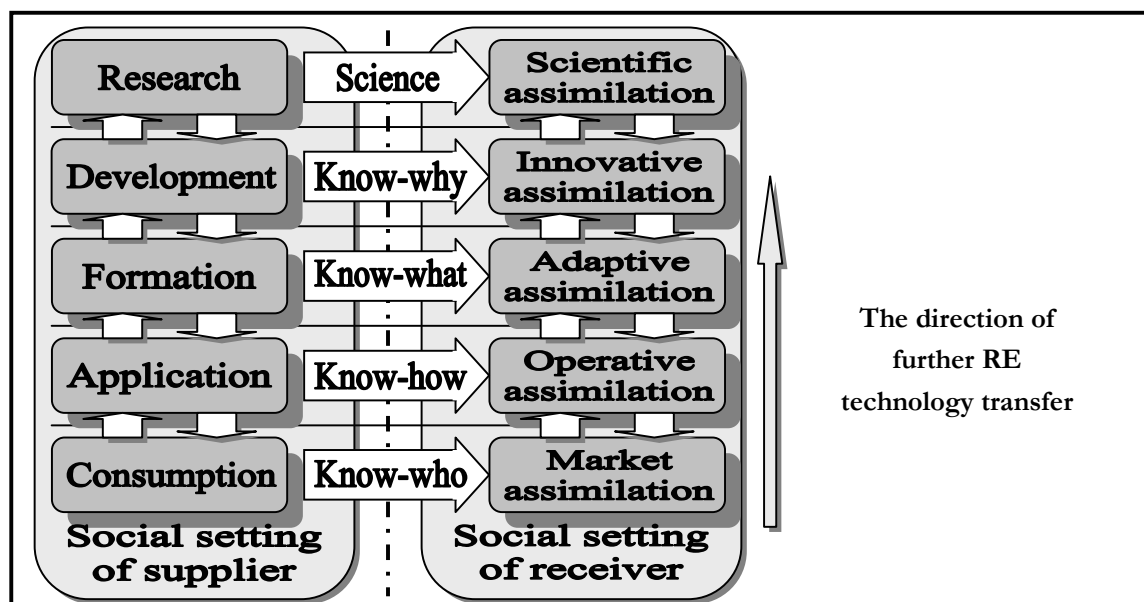 Research
Science
Scientific
assimilation
Development
Know-why
Innovative
assimilation
Formation
Know-what
Adaptive
assimilation
Application
Know-how
Operative
assimilation
Consumption
Know-who
Market
assimilation
Social setting
of supplier
Social setting
of receiver
The direction of
further RE
technology transfer